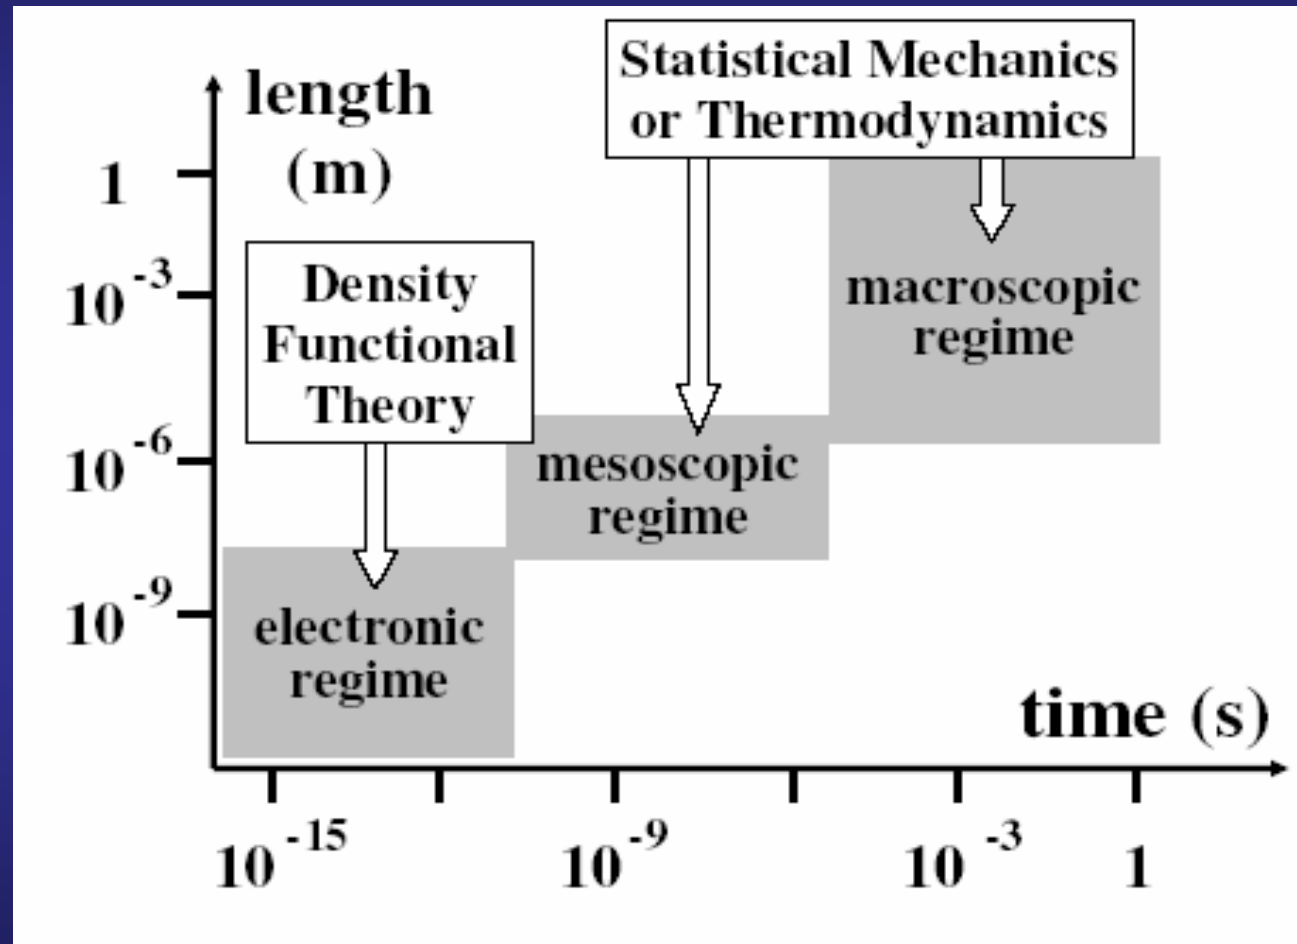 Statistical Mechanics
or Thermodynamics
length
(m)
1
10^-3
10^-6
10^-9
Density
Functional
Theory
macroscopic
regime
mesoscopic
regime
electronic
regime
time (s)
10^-15
10^-9
10^-3
1